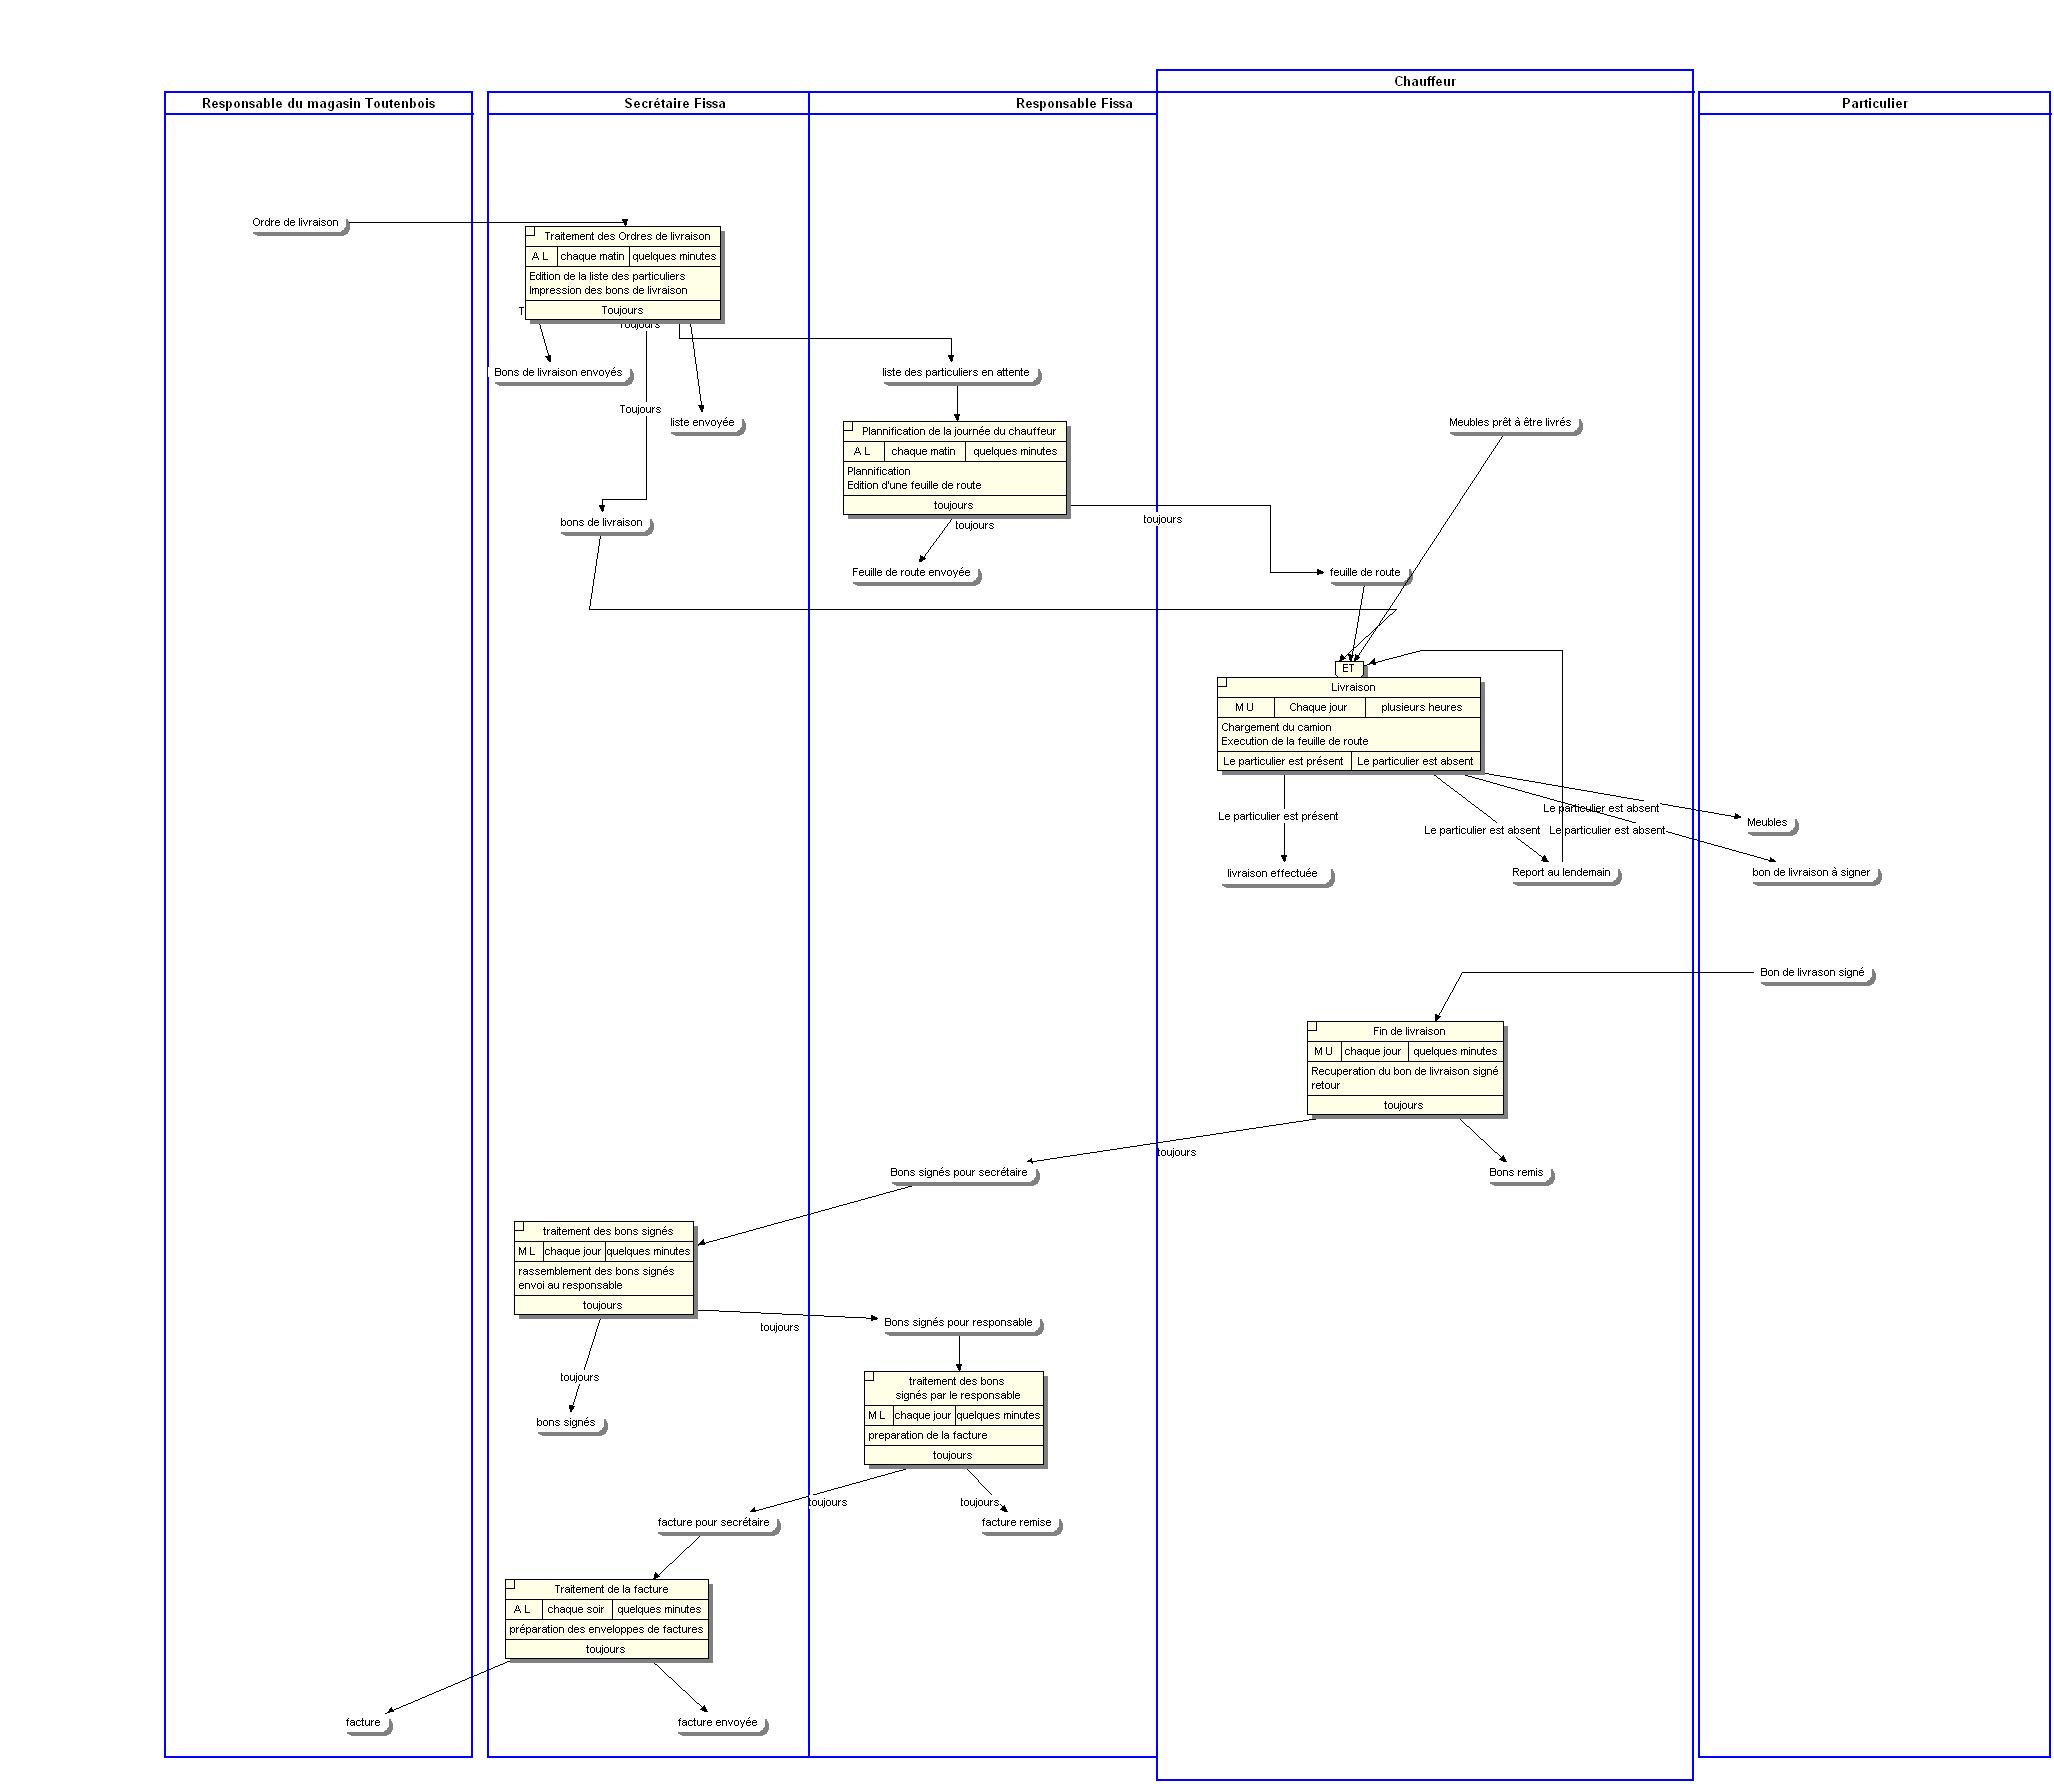 Chauffeur
Responsable du magasin Toutenbois
Secrétaire Fissa
Responsable Fissa
Particulier
Ordre de livraison
Traitement des Ordres de livraison
A L
chaque matin
quelques minutes
Edition de la liste des particuliers
Impression des bons de livraison
Toujours
T
Toujours
Bons de livraison envoyés
liste des particuliers en attente
Toujours
liste envoyée
Meubles prêt à être livrés
Plannification de la journée du chauffeur
A L
chaque matin
quelques minutes
Plannification
Edition d'une feuille de route
toujours
toujours
toujours
bons de livraison
Feuille de route envoyée
feuille de route
ET
Livraison
M U
Chaque jour
plusieurs heures
Chargement du camion
Execution de la feuille de route
Le particulier est présent
Le particulier est absent
Le particulier est présent
Le particulier est absent
Le particulier est absent
Le particulier est absent
Meubles
livraison effectuée
Report au lendemain
bon de livraison à signer
Bon de livrason signé
Fin de livraison
M U
chaque jour
quelques minutes
Recuperation du bon de livraison signé
retour
toujours
toujours
Bons signés pour secrétaire
Bons remis
traitement des bons signés
M L
chaque jour
quelques minutes
rassemblement des bons signés
envoi au responsable
toujours
toujours
Bons signés pour responsable
toujours
bons signés
traitement des bons
signés par le responsable
M L
chaque jour
quelques minutes
preparation de la facture
toujours
toujours
toujours
facture pour secrétaire
facture remise
Traitement de la facture
A L
chaque soir
quelques minutes
préparation des enveloppes de factures
toujours
facture
facture envoyée